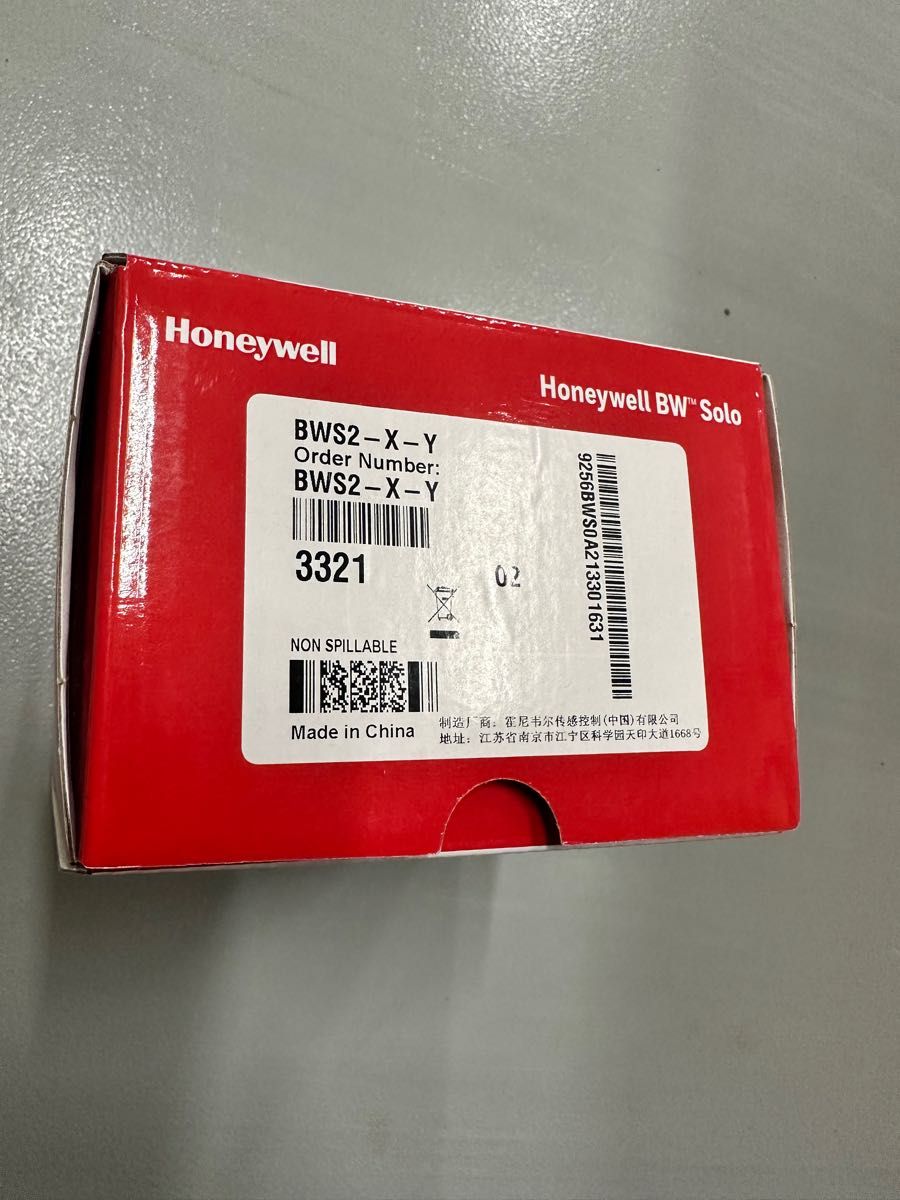 Honeywell
Honeywell BW™ Solo
BWS2-X-Y
Order Number:
BWS2-X-Y
3321
02
9256BWS0A213301631
NON SPILLABLE
Made in China
制造厂商：霍尼韦尔传感控制(中国)有限公司
地址：江苏省南京市江宁区科学园天印大道1668号